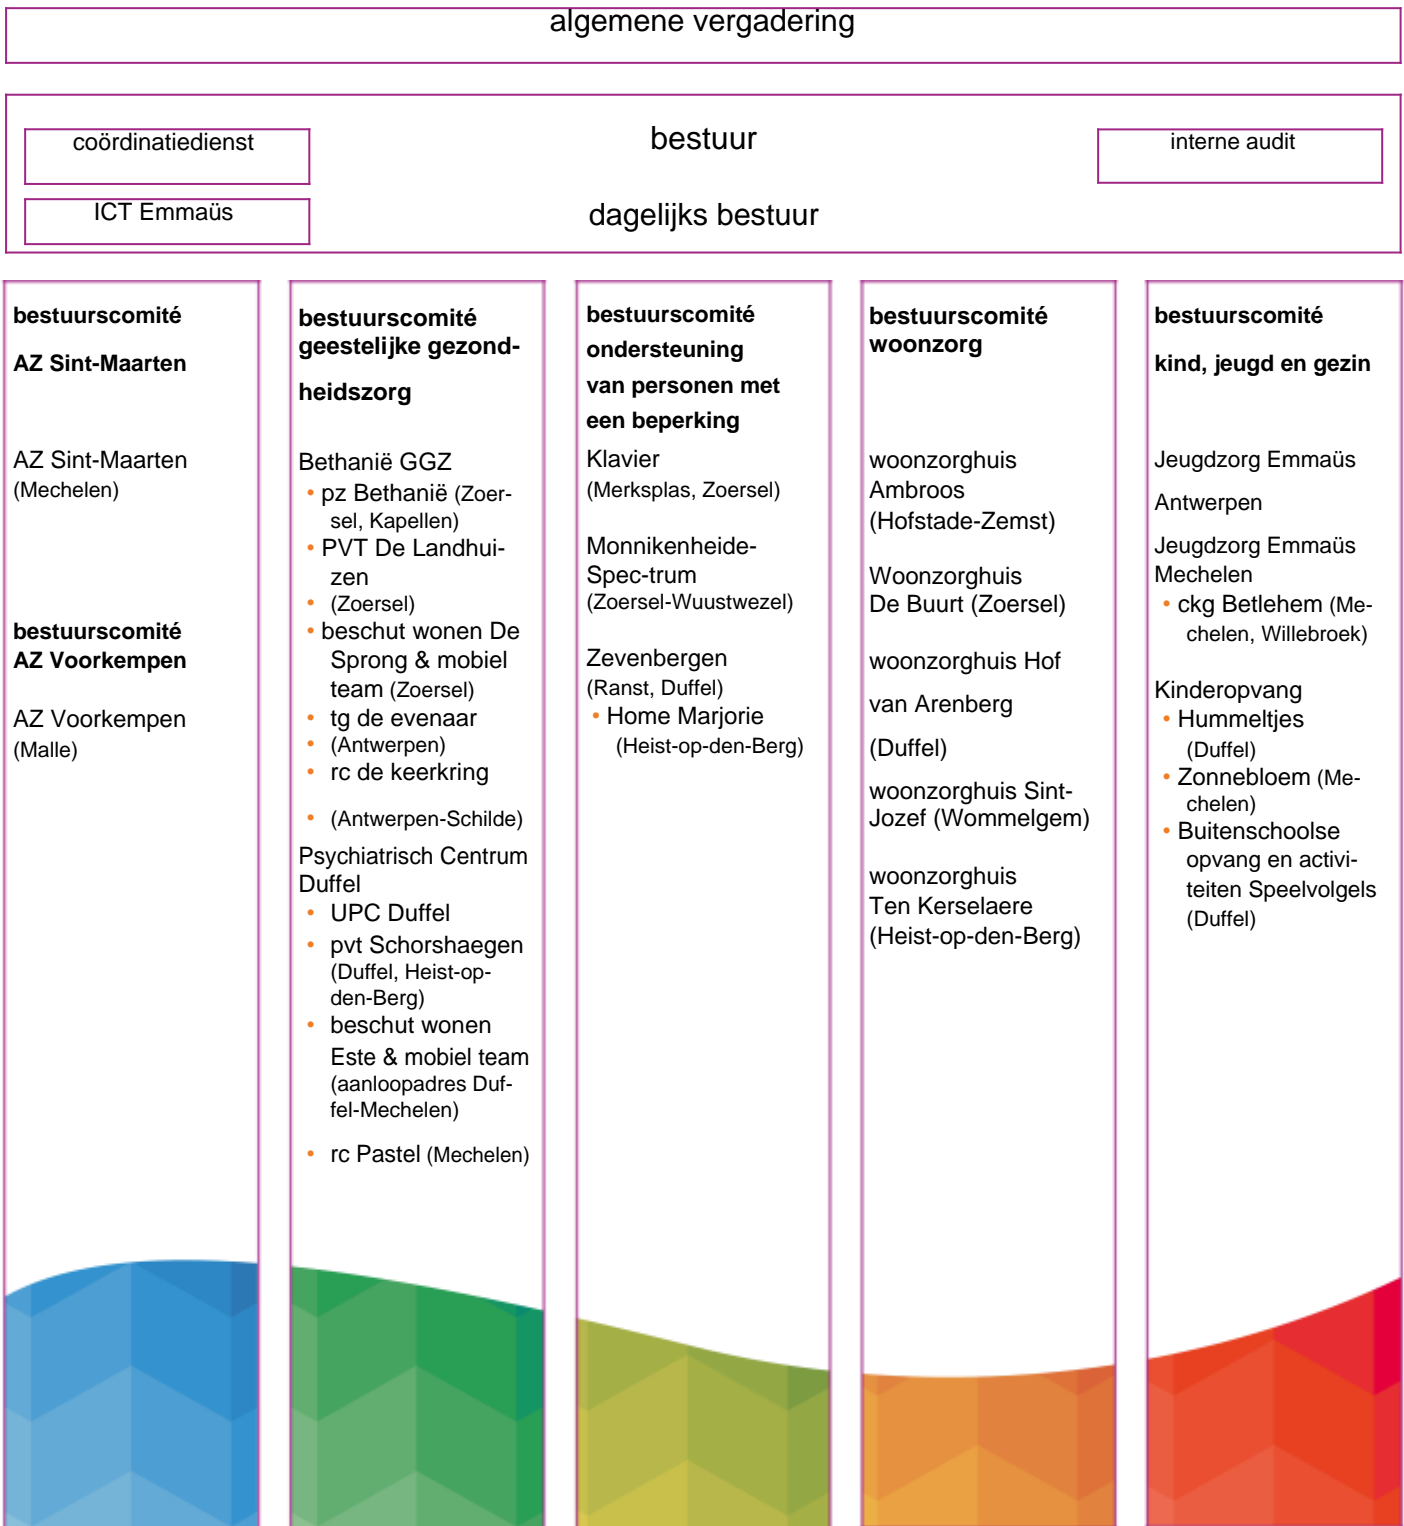 algemene vergadering
coördinatiedienst
bestuur
interne audit
ICT Emmaüs
dagelijks bestuur
bestuurscomité
AZ Sint-Maarten
AZ Sint-Maarten
(Mechelen)
bestuurscomité
AZ Voorkempen
AZ Voorkempen
(Malle)
bestuurscomité
geestelijke gezond-
heidszorg
Bethanië GGZ
• pz Bethanië (Zoer-
sel, Kapellen)
• PVT De Landhui-
zen
• (Zoersel)
• beschut wonen De
Sprong & mobiel
team (Zoersel)
• tg de evenaar
• (Antwerpen)
• rc de keerkring
• (Antwerpen-Schilde)
Psychiatrisch Centrum
Duffel
• UPC Duffel
• pvt Schorshaegen
(Duffel, Heist-op-
den-Berg)
• beschut wonen
Este & mobiel team
(aanloopadres Duf-
fel-Mechelen)
• rc Pastel (Mechelen)
bestuurscomité
ondersteuning
van personen met
een beperking
Klavier
(Merksplas, Zoersel)
Monnikenheide-
Spec-trum
(Zoersel-Wuustwezel)
Zevenbergen
(Ranst, Duffel)
• Home Marjorie
(Heist-op-den-Berg)
bestuurscomité
woonzorg
woonzorghuis
Ambroos
(Hofstade-Zemst)
Woonzorghuis
De Buurt (Zoersel)
woonzorghuis Hof
van Arenberg
(Duffel)
woonzorghuis Sint-
Jozef (Wommelgem)
woonzorghuis
Ten Kerselaere
(Heist-op-den-Berg)
bestuurscomité
kind, jeugd en gezin
Jeugdzorg Emmaüs
Antwerpen
Jeugdzorg Emmaüs
Mechelen
• ckg Betlehem (Me-
chelen, Willebroek)
Kinderopvang
• Hummeltjes
(Duffel)
• Zonnebloem (Me-
chelen)
• Buitenschoolse
opvang en activi-
teiten Speelvolgels
(Duffel)